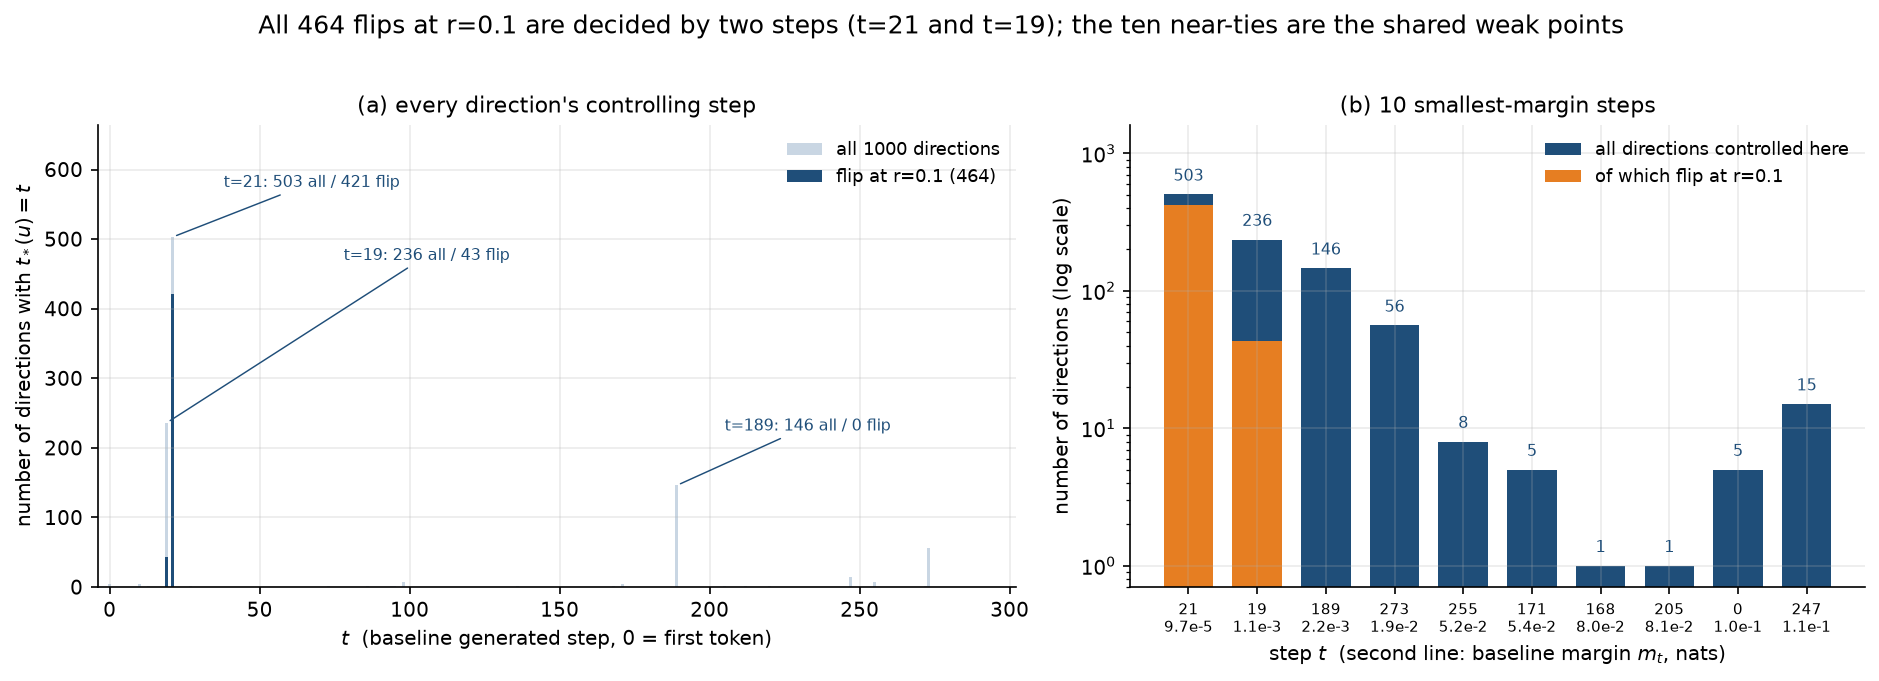 All 464 flips at r=0.1 are decided by two steps (t=21 and t=19); the ten near-ties are the shared weak points
(a) every direction's controlling step
number of directions with t*(u) = t
600
500
400
300
200
100
0
all 1000 directions
flip at r=0.1 (464)
t=21: 503 all / 421 flip
t=19: 236 all / 43 flip
t=189: 146 all / 0 flip
0 50 100 150 200 250 300
t (baseline generated step, 0 = first token)
(b) 10 smallest-margin steps
number of directions (log scale)
10³
10²
10¹
10⁰
all directions controlled here
of which flip at r=0.1
503
236
146
56
8
5
1
1
5
15
21 19 189 273 255 171 168 205 0 247
9.7e-5 1.1e-3 2.2e-3 1.9e-2 5.2e-2 5.4e-2 8.0e-2 8.1e-2 1.0e-1 1.1e-1
step t (second line: baseline margin mₜ, nats)